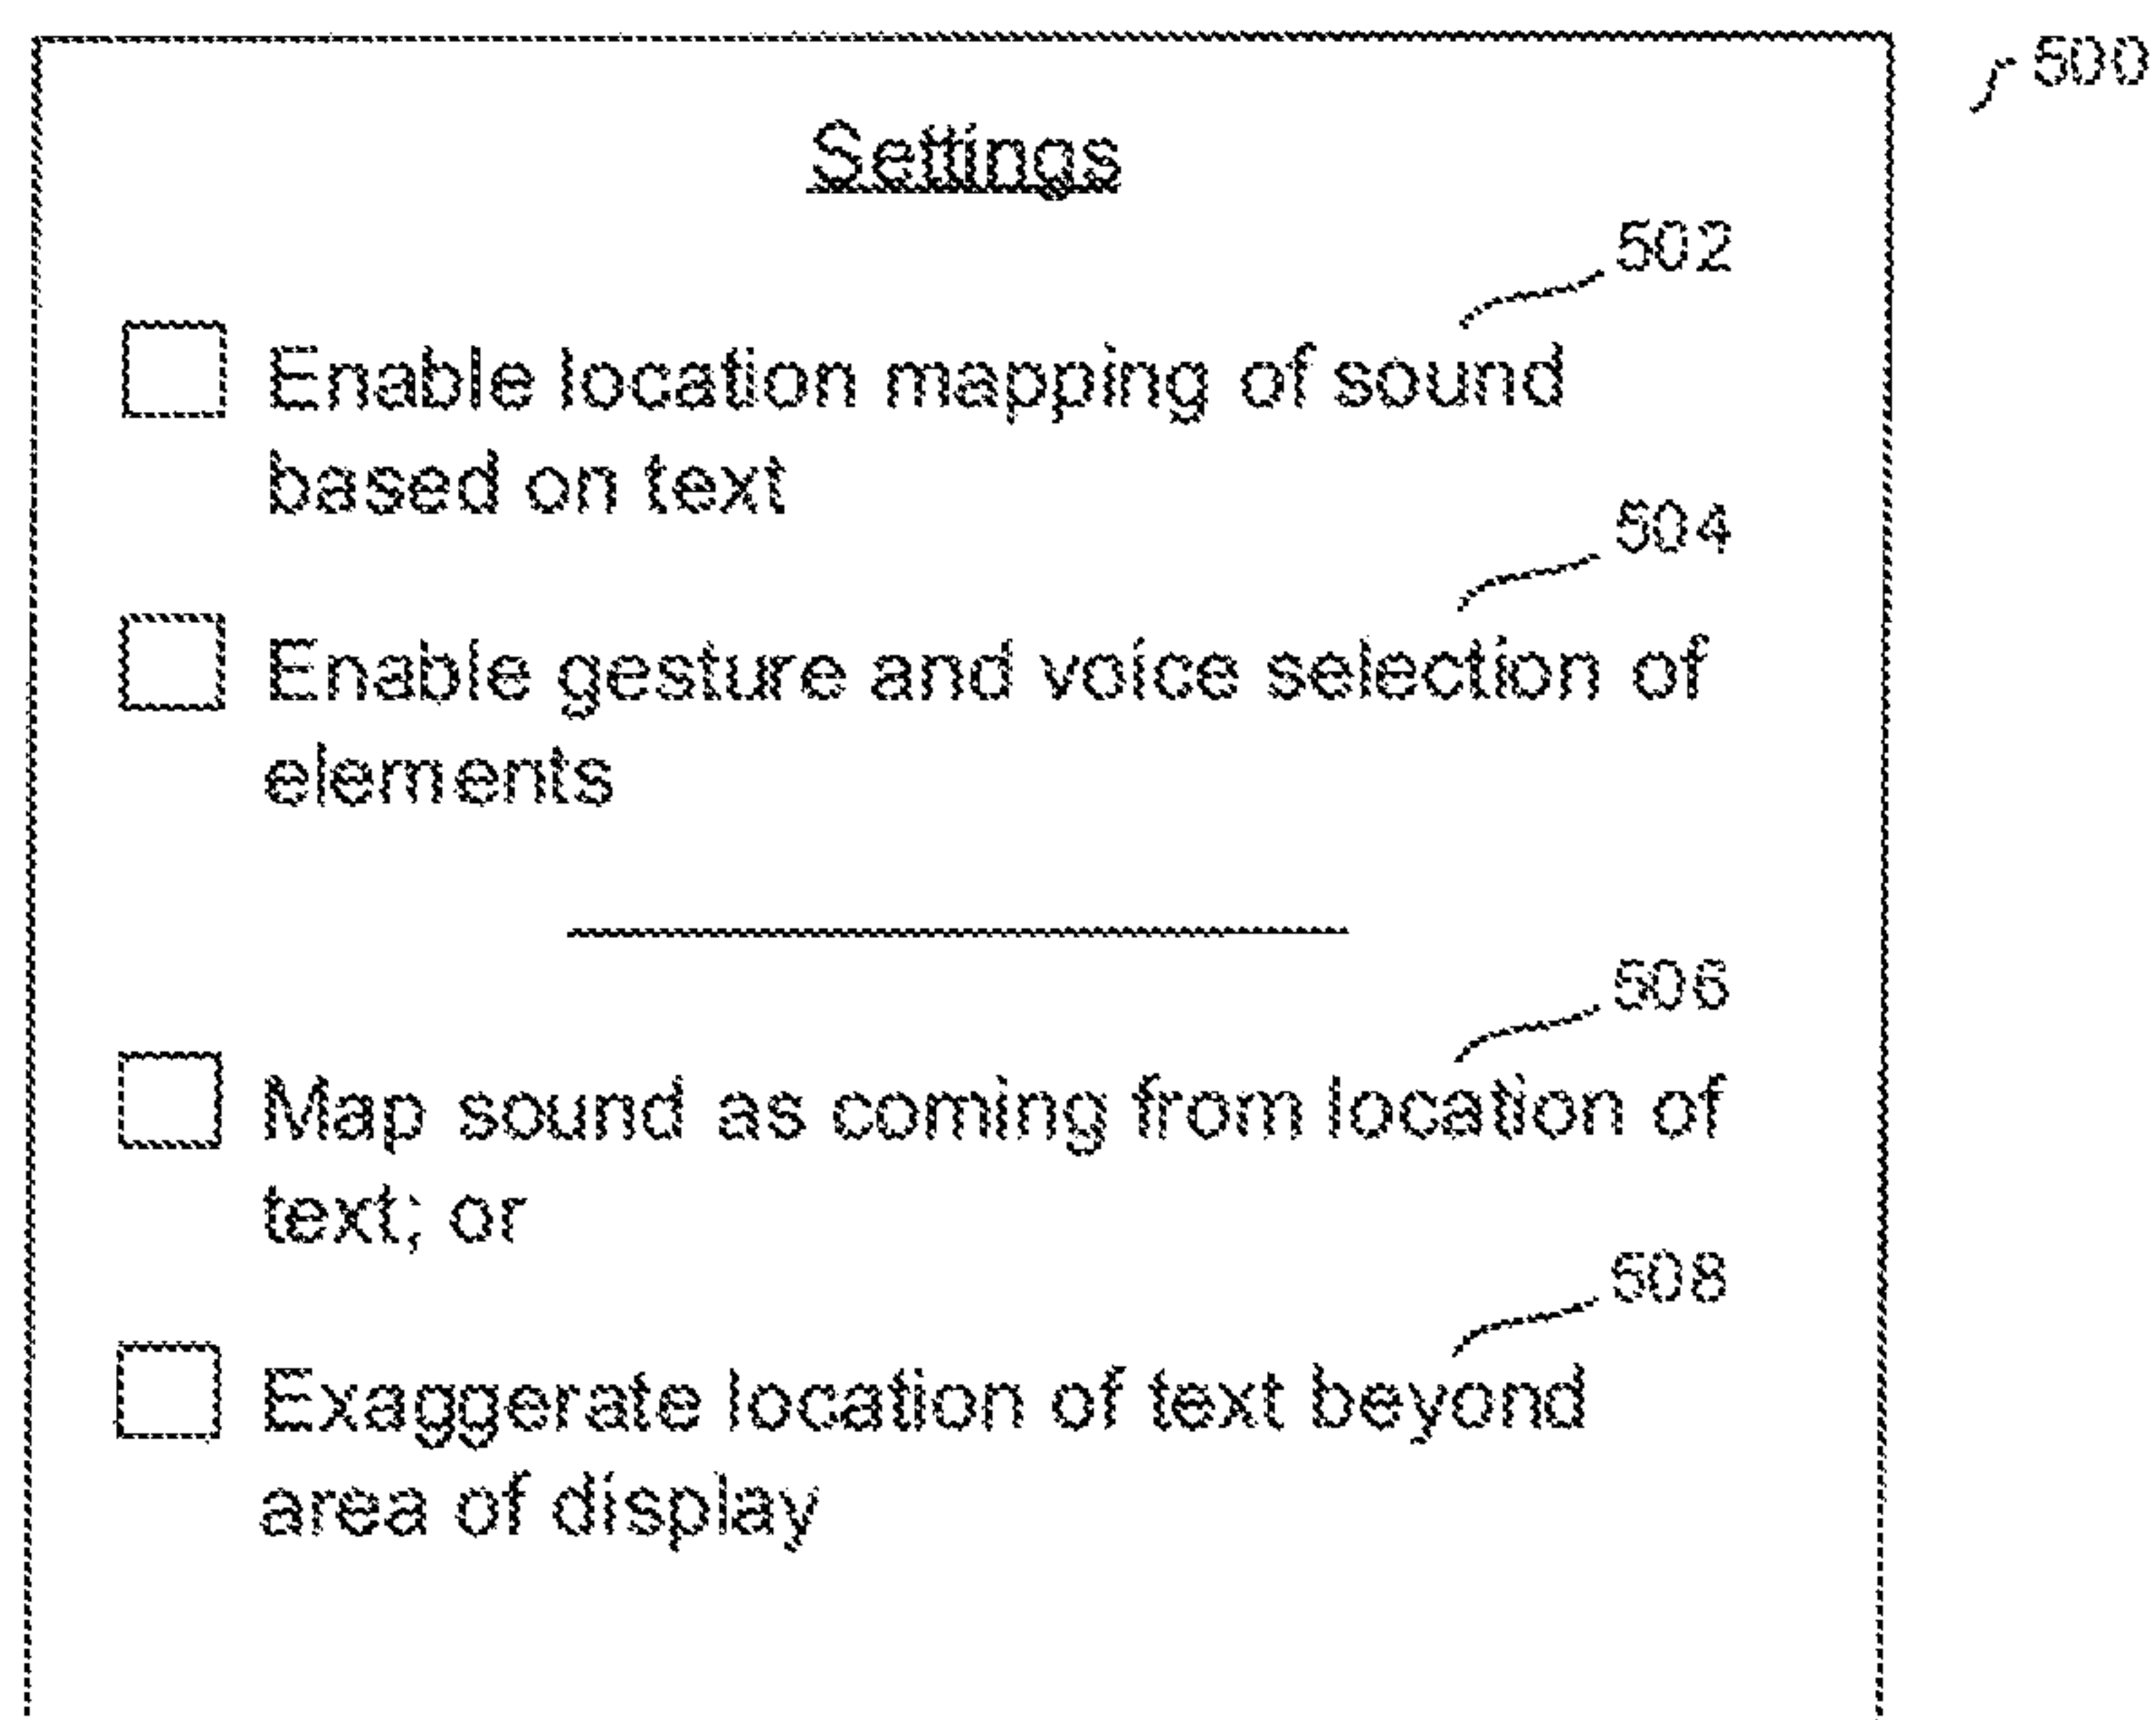 500
Settings
502
Enable location mapping of sound
based on text
504
Enable gesture and voice selection of
elements
506
Map sound as coming from location of
text; or
508
Exaggerate location of text beyond
area of display